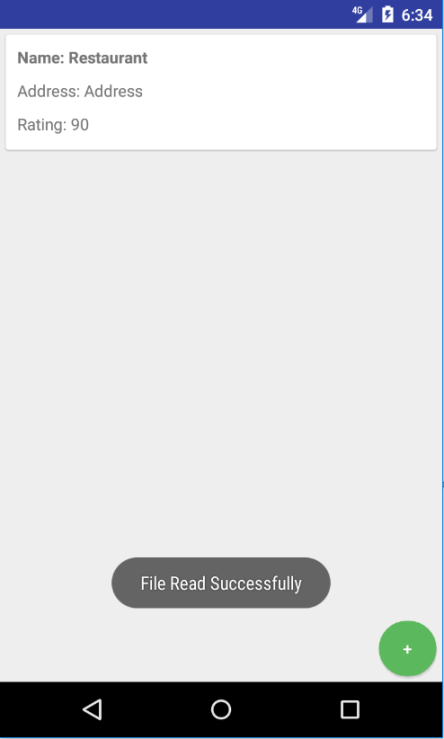 4G 6:34
Name: Restaurant
Address: Address
Rating: 90
File Read Successfully
+